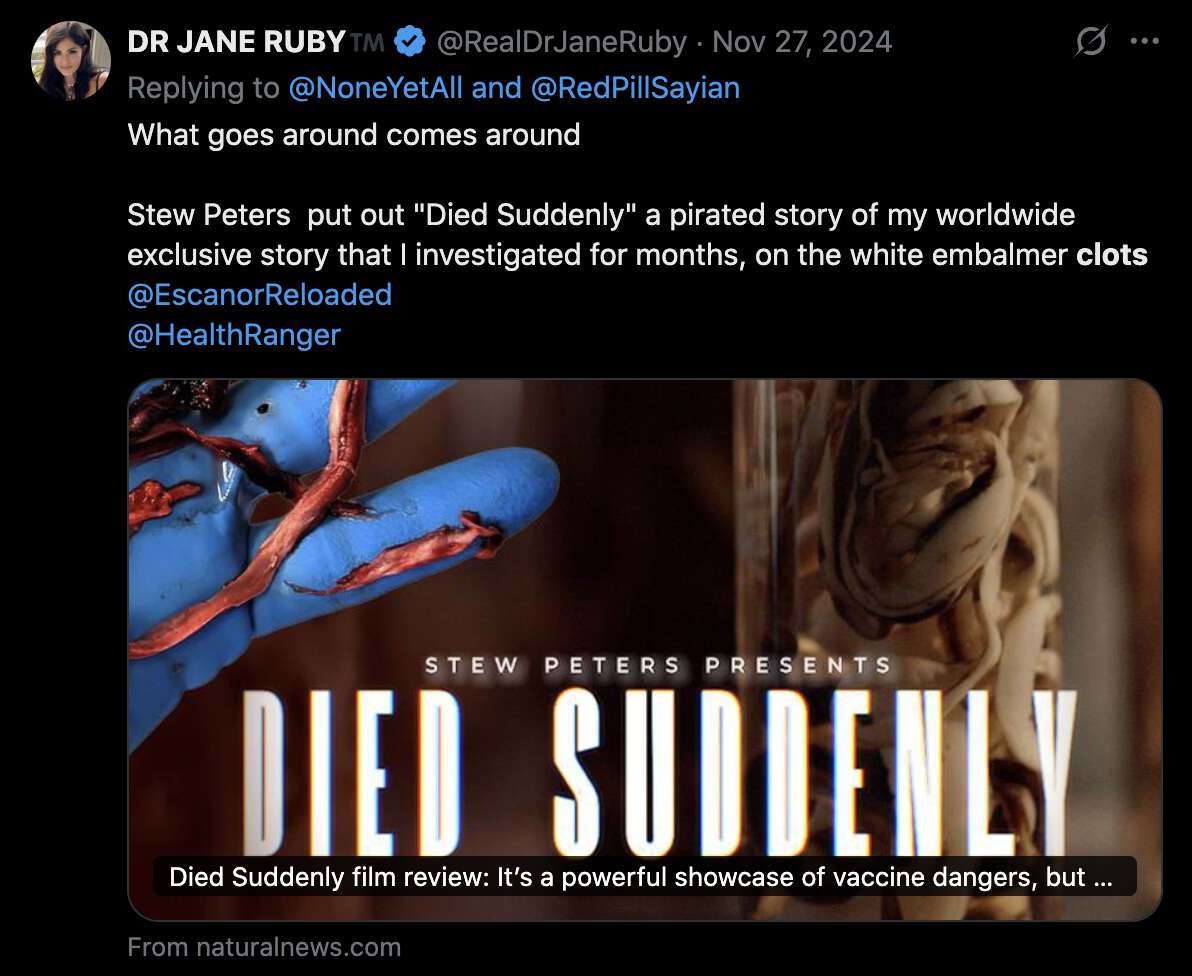 DR JANE RUBY™ @RealDrJaneRuby · Nov 27, 2024
Replying to @NoneYetAll and @RedPillSayian
What goes around comes around
Stew Peters  put out "Died Suddenly" a pirated story of my worldwide
exclusive story that I investigated for months, on the white embalmer clots
@EscanorReloaded
@HealthRanger
STEW PETERS PRESENTS
DIED SUDDENLY
Died Suddenly film review: It’s a powerful showcase of vaccine dangers, but ...
From naturalnews.com